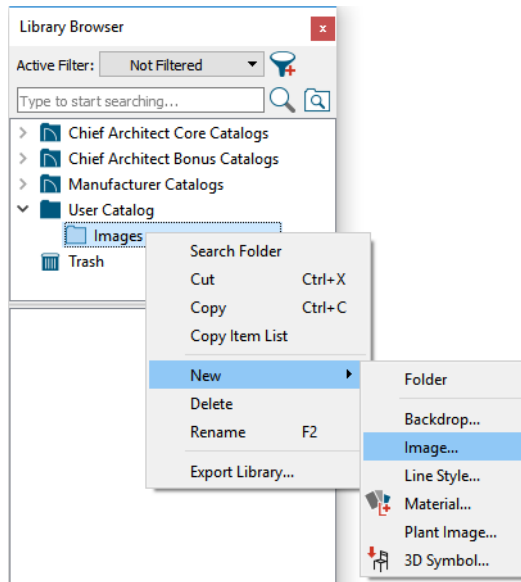 Library Browser
x
Active Filter: Not Filtered
Type to start searching...
Chief Architect Core Catalogs
Chief Architect Bonus Catalogs
Manufacturer Catalogs
User Catalog
Images
Trash
Search Folder
Cut Ctrl+X
Copy Ctrl+C
Copy Item List
New
Delete
Rename F2
Export Library...
Folder
Backdrop...
Image...
Line Style...
Material...
Plant Image...
3D Symbol...